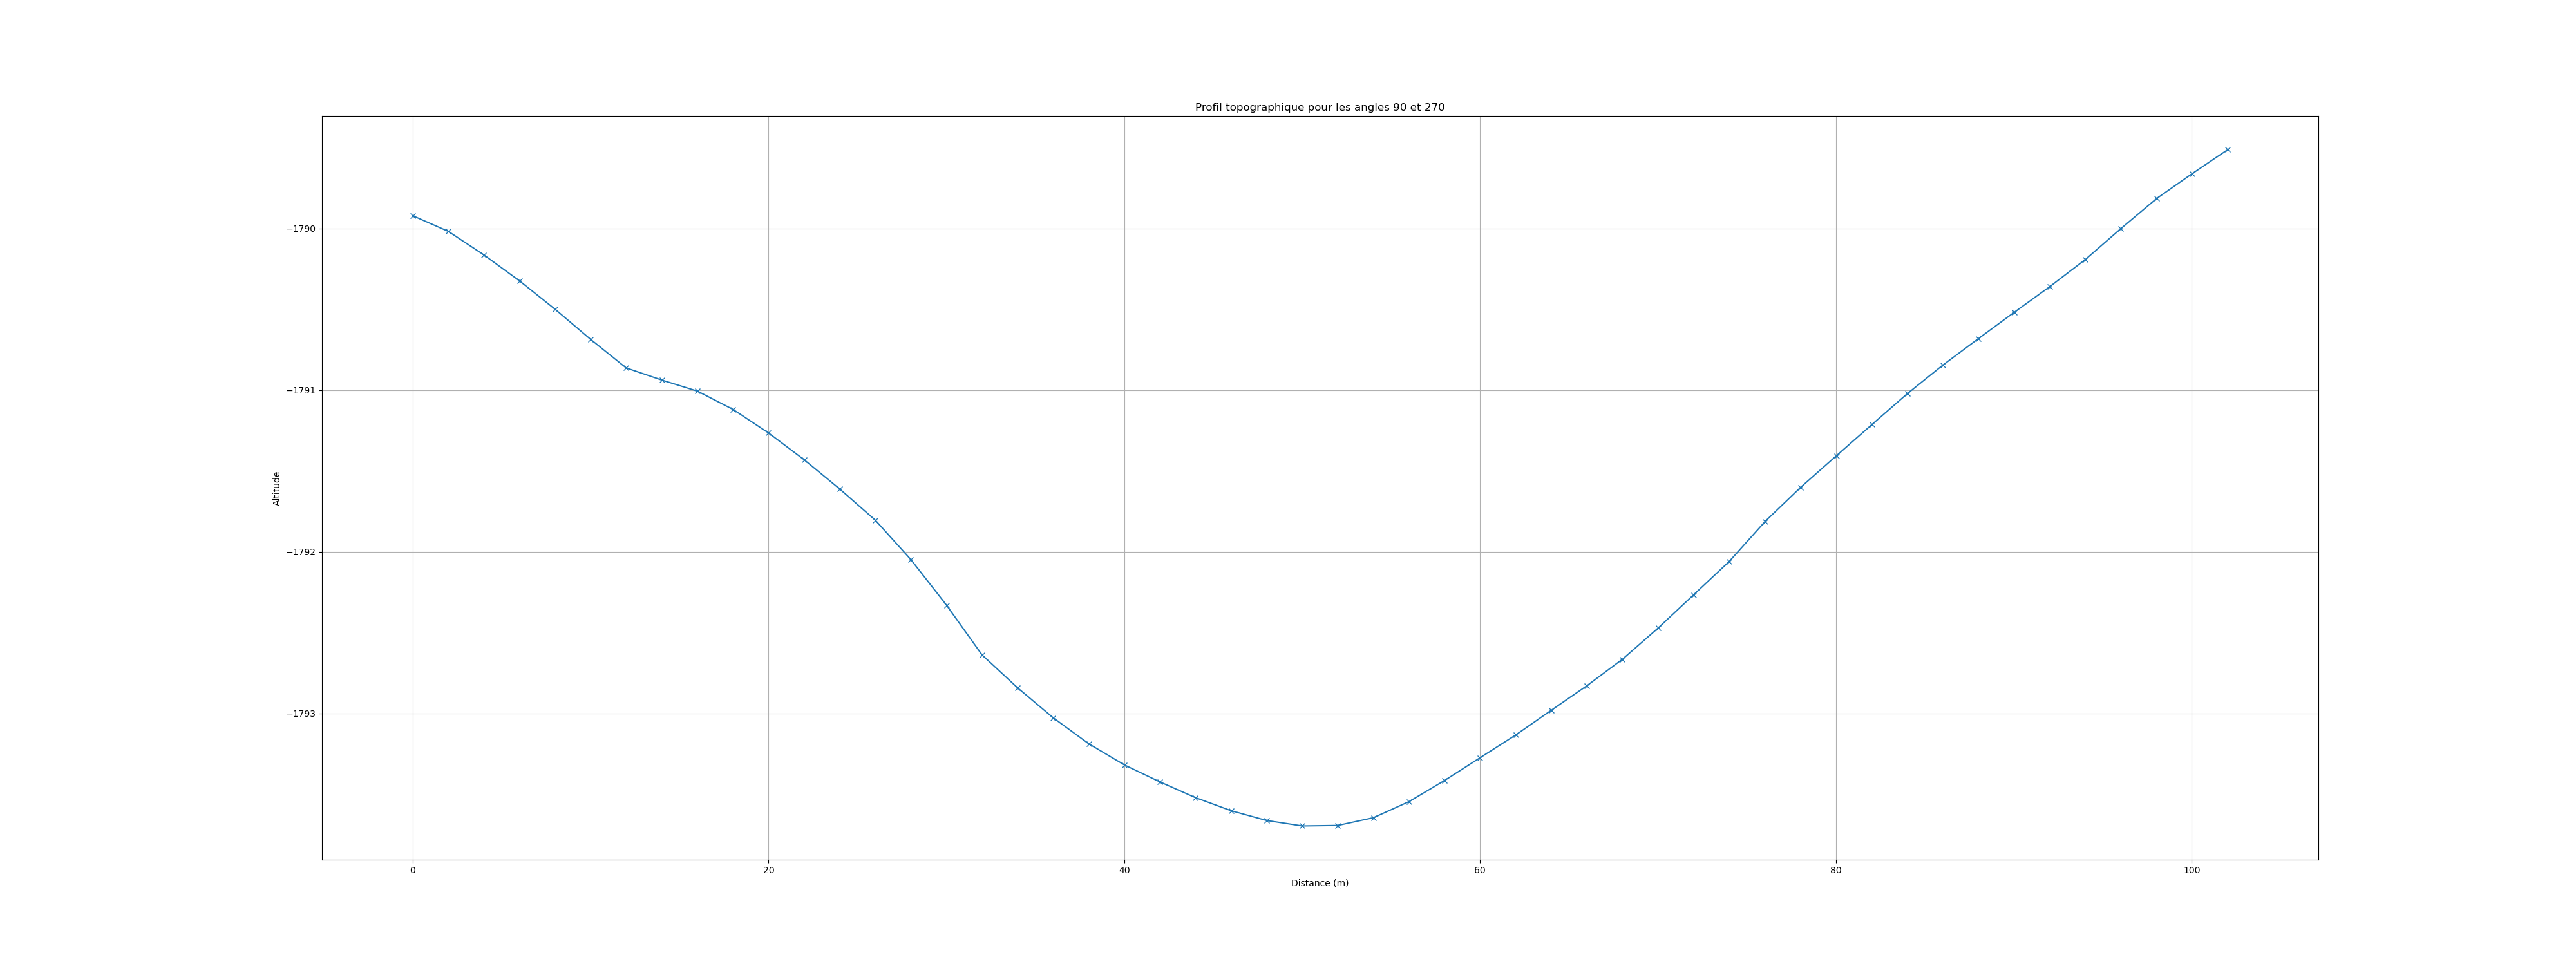 Profil topographique pour les angles 90 et 270
−1790
−1791
Altitude
−1792
−1793
0 20 40 60 80 100
Distance (m)